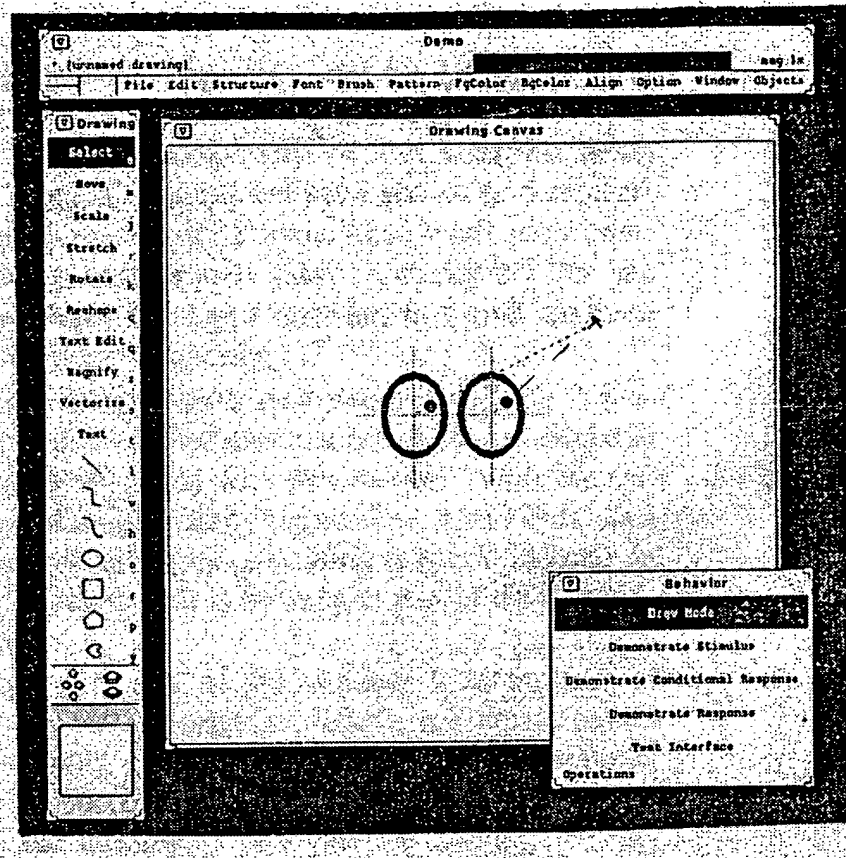 Demo
[unnamed drawing]
mag 1x
File Edit Structure Font Brush Pattern FgColor BgColor Align Option Window Objects
Drawing
Select
Move
Scale
Stretch
Rotate
Reshape
Text Edit
Magnify
Vectorize
Text
Drawing Canvas
Behavior
Draw Mode
Demonstrate Stimulus
Demonstrate Conditional Response
Demonstrate Response
Test Interface
Operations